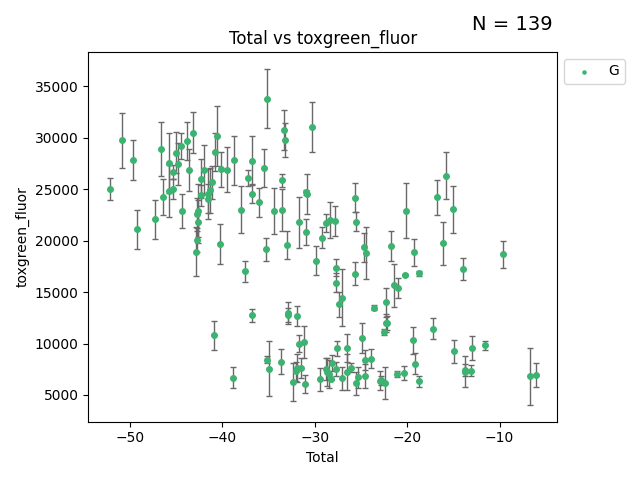 N = 139
Total vs toxgreen_fluor
G
toxgreen_fluor
35000
30000
25000
20000
15000
10000
5000
−50 −40 −30 −20 −10
Total